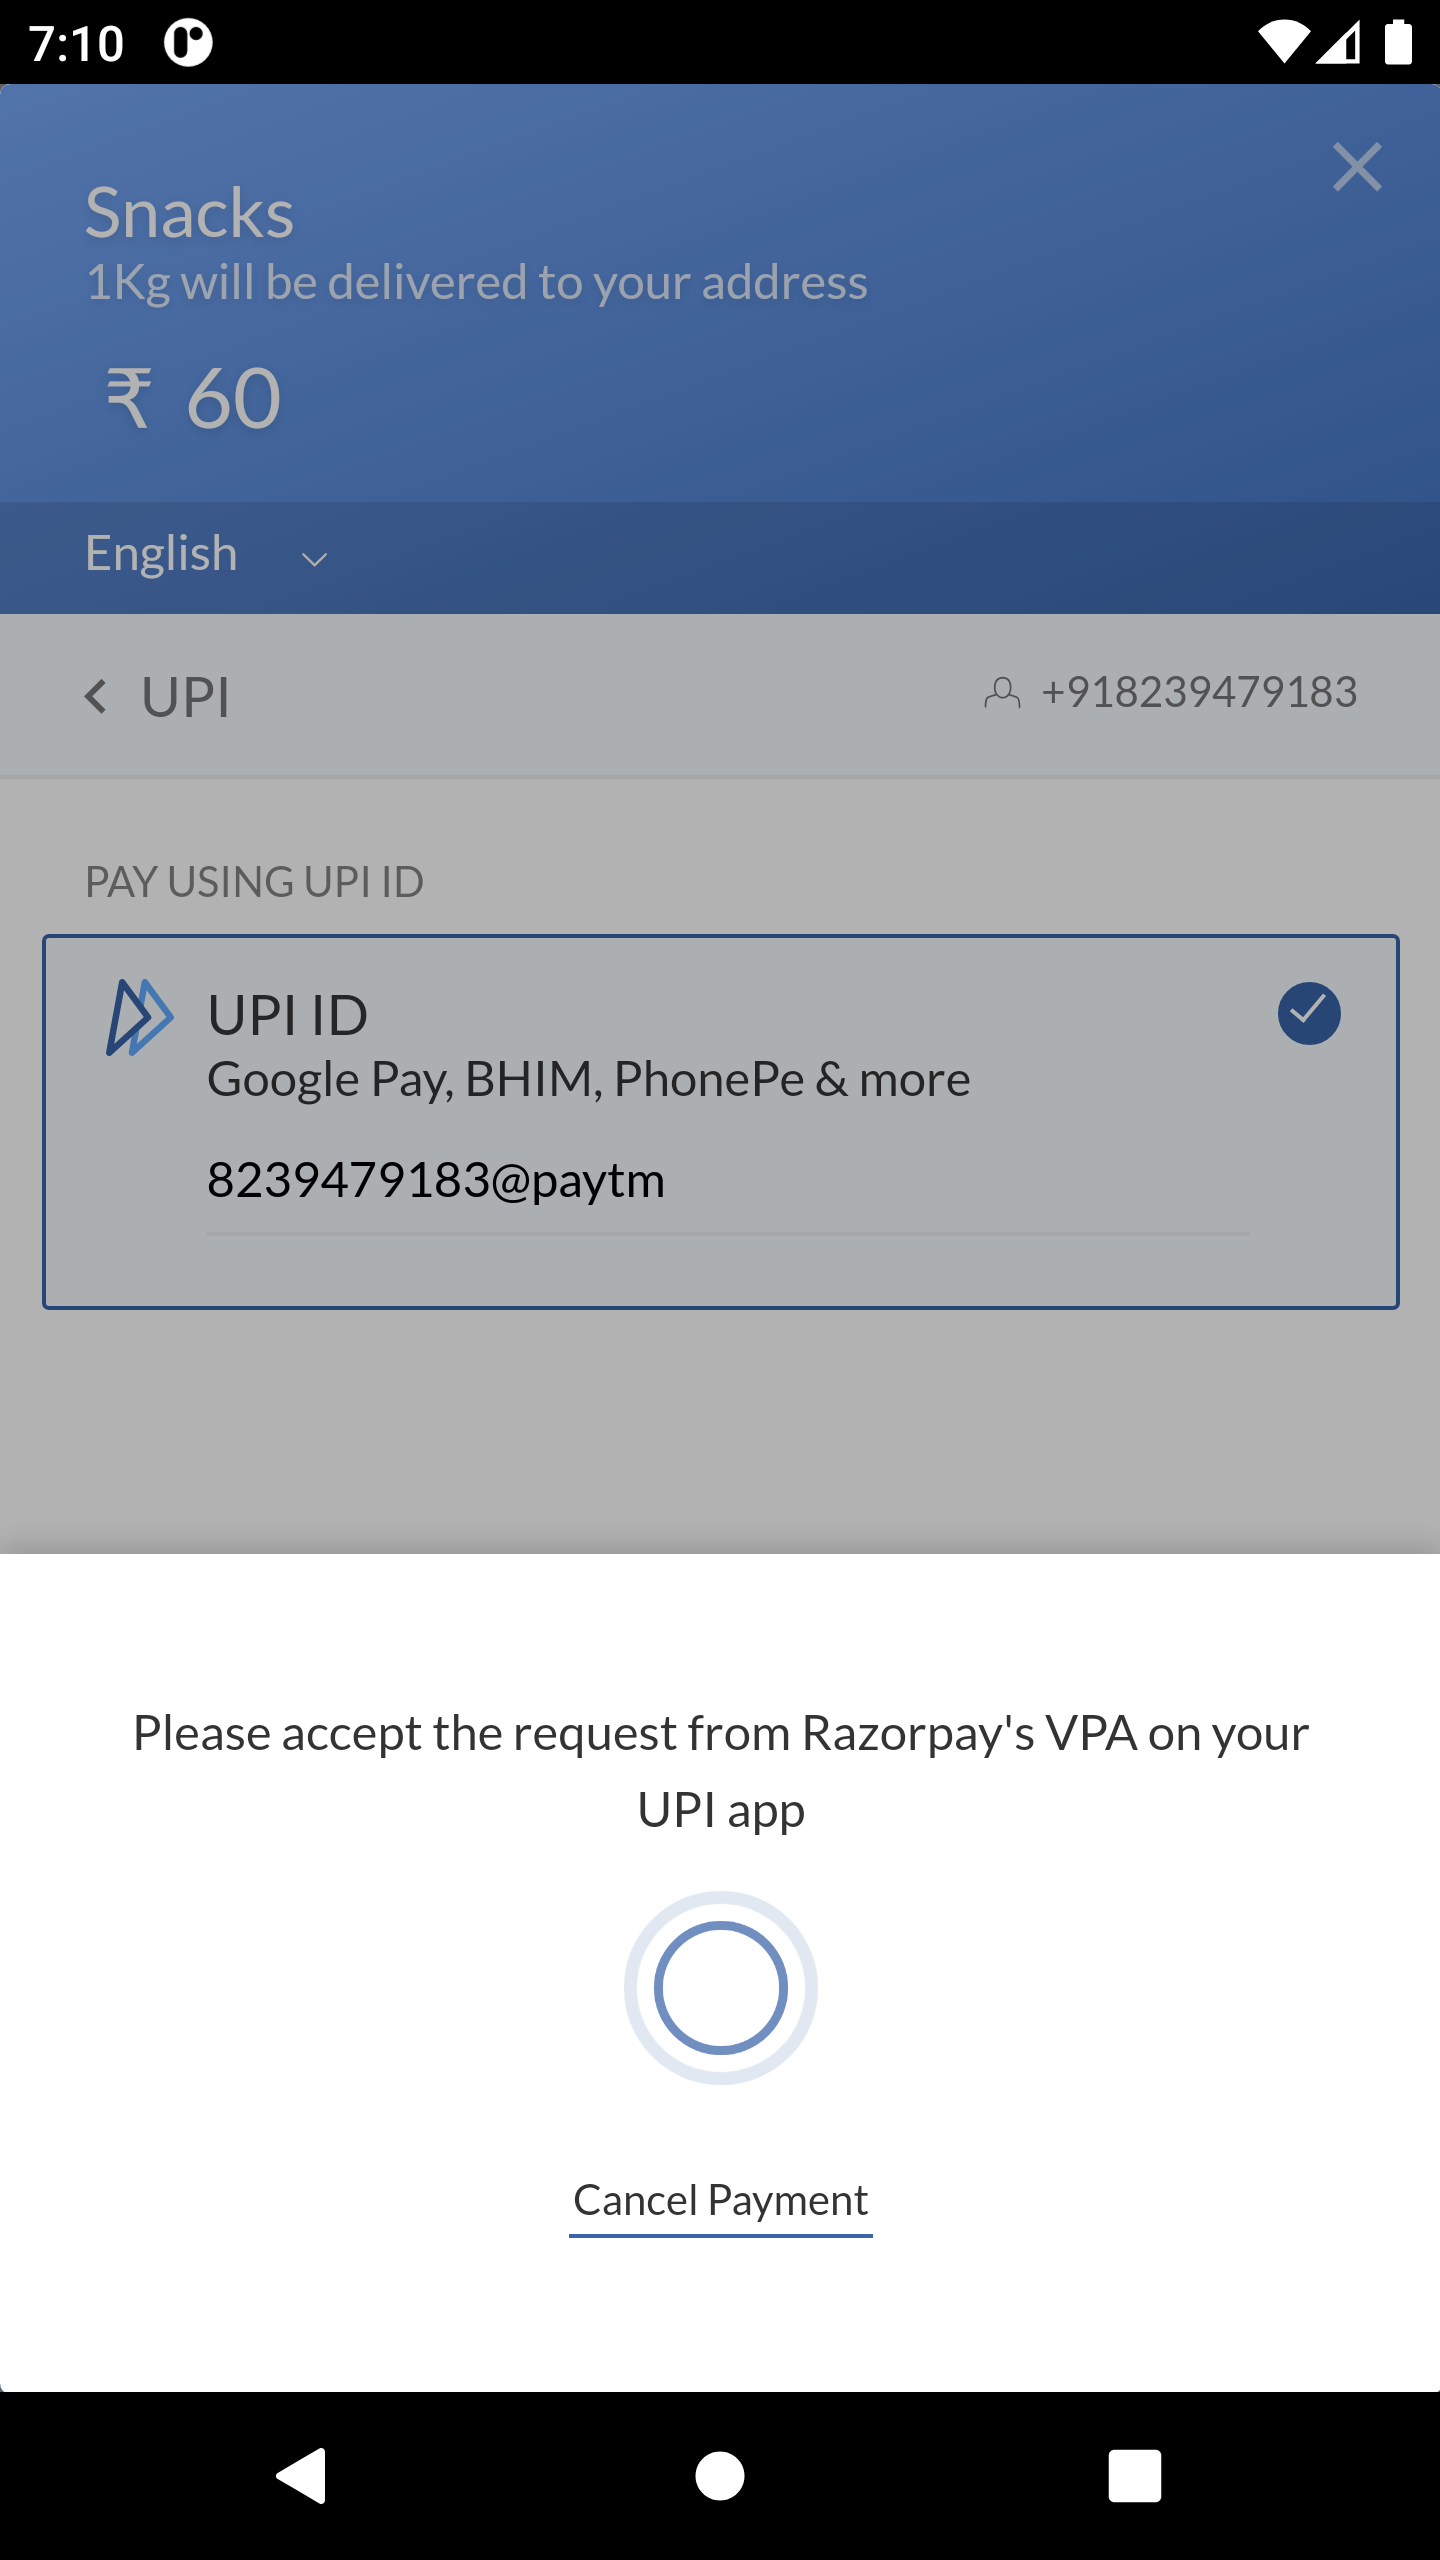 7:10
Snacks
1Kg will be delivered to your address
₹ 60
English
UPI
+918239479183
PAY USING UPI ID
UPI ID
Google Pay, BHIM, PhonePe & more
8239479183@paytm
Please accept the request from Razorpay's VPA on your
UPI app
Cancel Payment